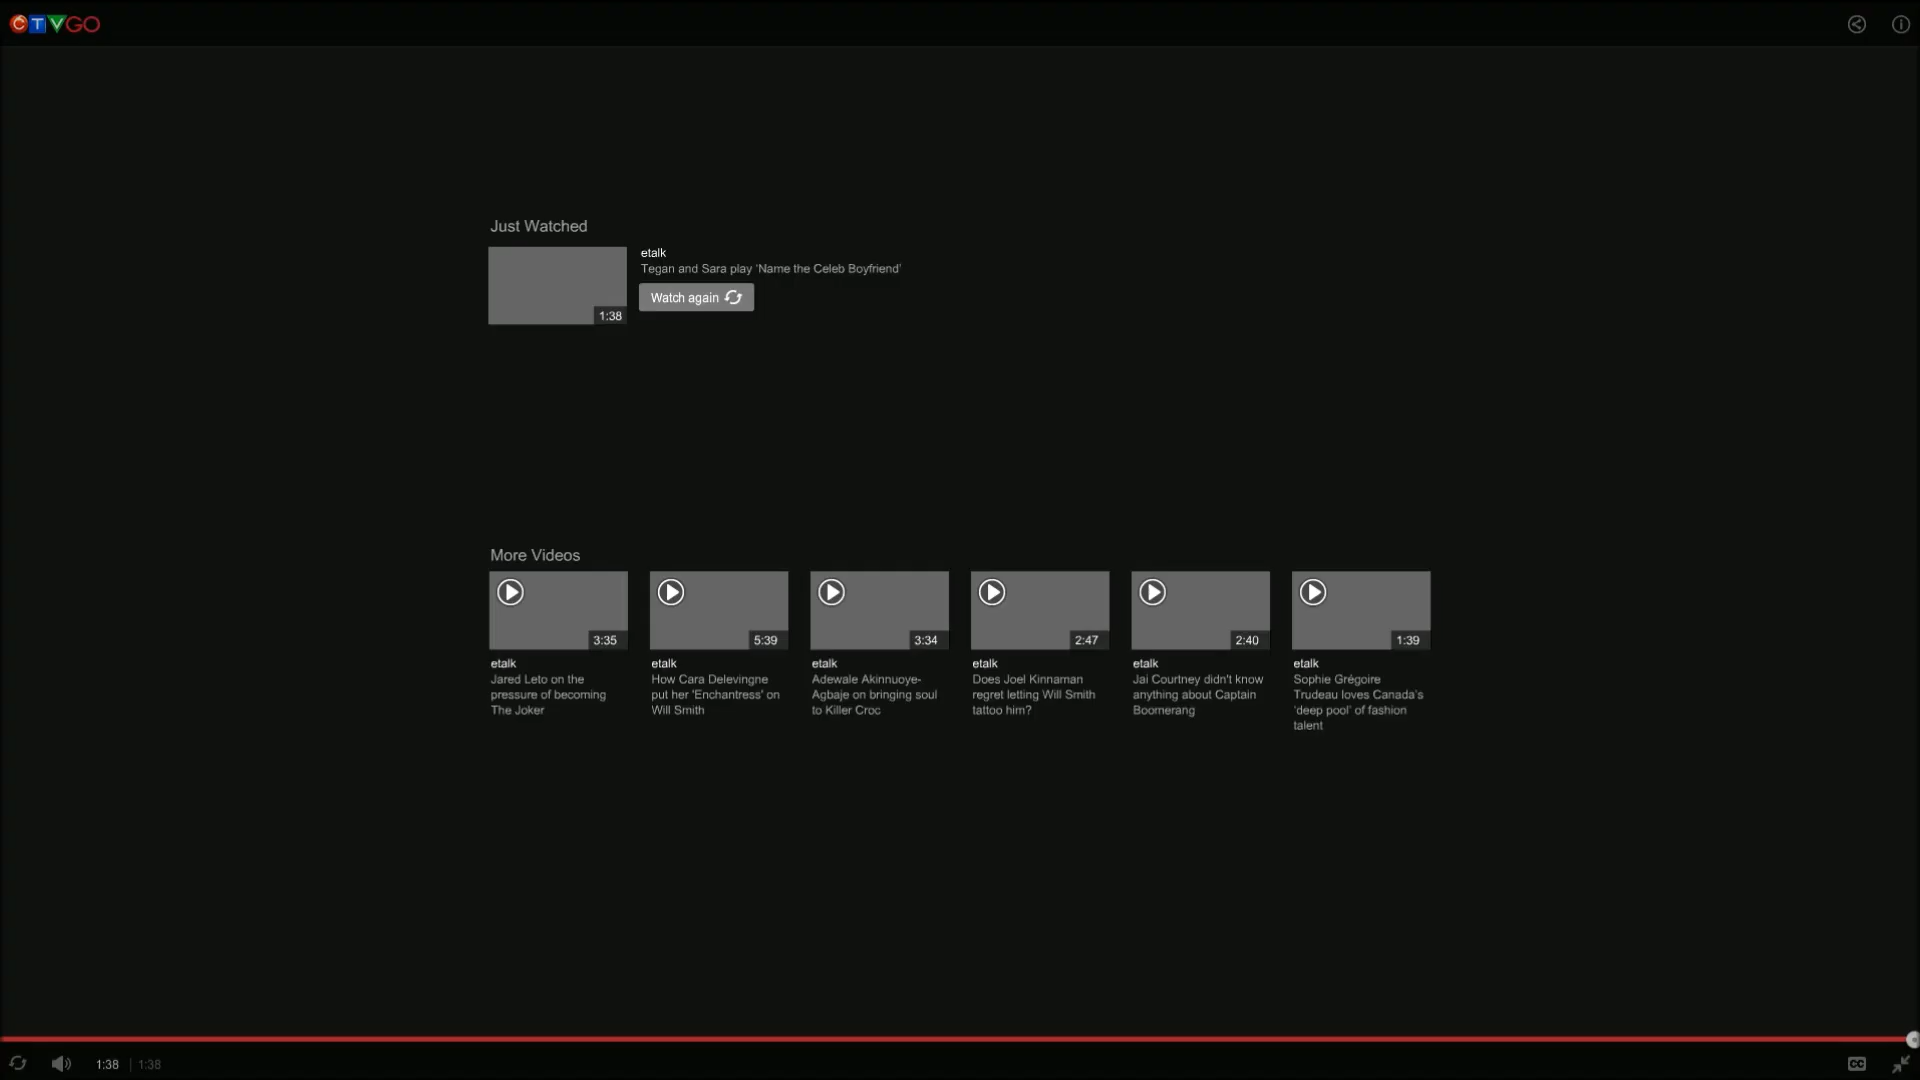 CTVGO
Just Watched
1:38
etalk
Tegan and Sara play 'Name the Celeb Boyfriend'
Watch again
More Videos
3:35
etalk
Jared Leto on the
pressure of becoming
The Joker
5:39
etalk
How Cara Delevingne
put her 'Enchantress' on
Will Smith
3:34
etalk
Adewale Akinnuoye-
Agbaje on bringing soul
to Killer Croc
2:47
etalk
Does Joel Kinnaman
regret letting Will Smith
tattoo him?
2:40
etalk
Jai Courtney didn't know
anything about Captain
Boomerang
1:39
etalk
Sophie Grégoire
Trudeau loves Canada's
'deep pool' of fashion
talent
1:38 | 1:38
CC